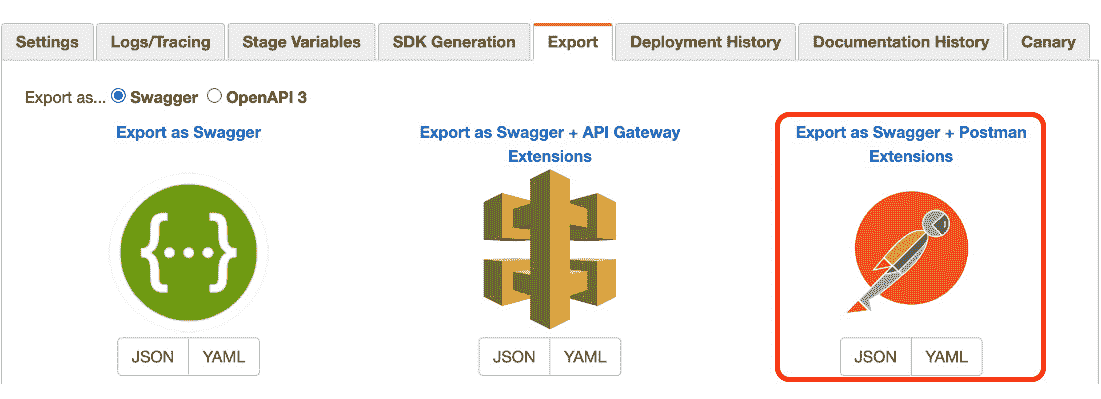 Settings
Logs/Tracing
Stage Variables
SDK Generation
Export
Deployment History
Documentation History
Canary
Export as... Swagger OpenAPI 3
Export as Swagger
Export as Swagger + API Gateway
Extensions
Export as Swagger + Postman
Extensions
{...}
JSON YAML
JSON YAML
JSON YAML